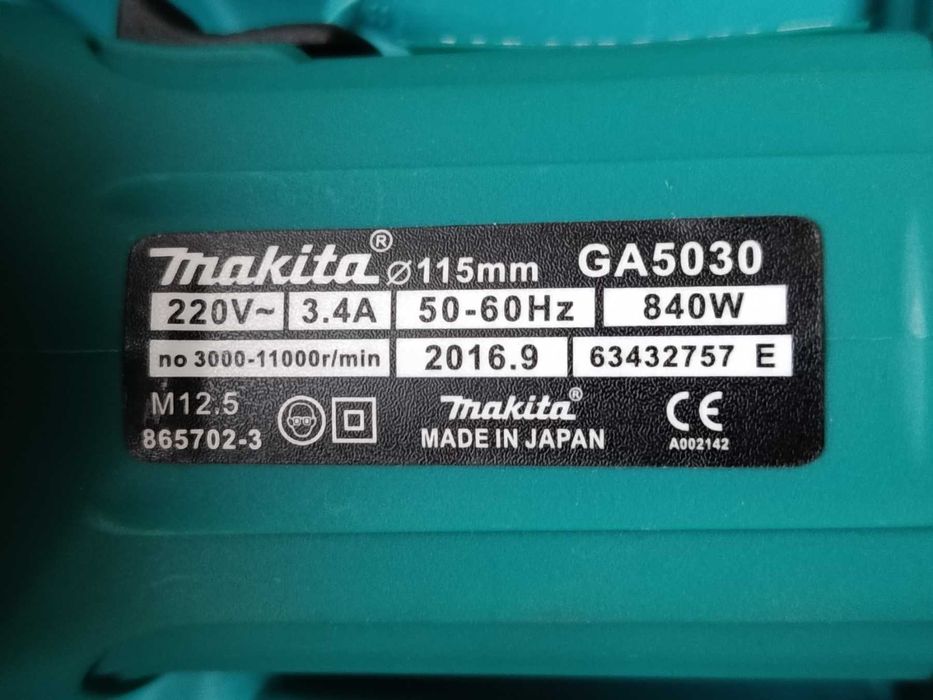 makita® ⌀115mm GA5030
220V~ 3.4A 50-60Hz 840W
no 3000-11000r/min 2016.9 63432757 E
M12.5
865702-3
makita®
MADE IN JAPAN
CE
A002142